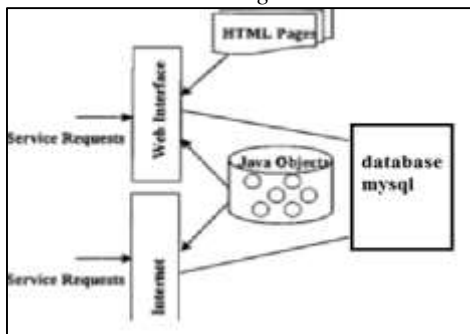 HTML Pages
Web Interface
Service Requests
Java Objects
database
mysql
Service Requests
Internet